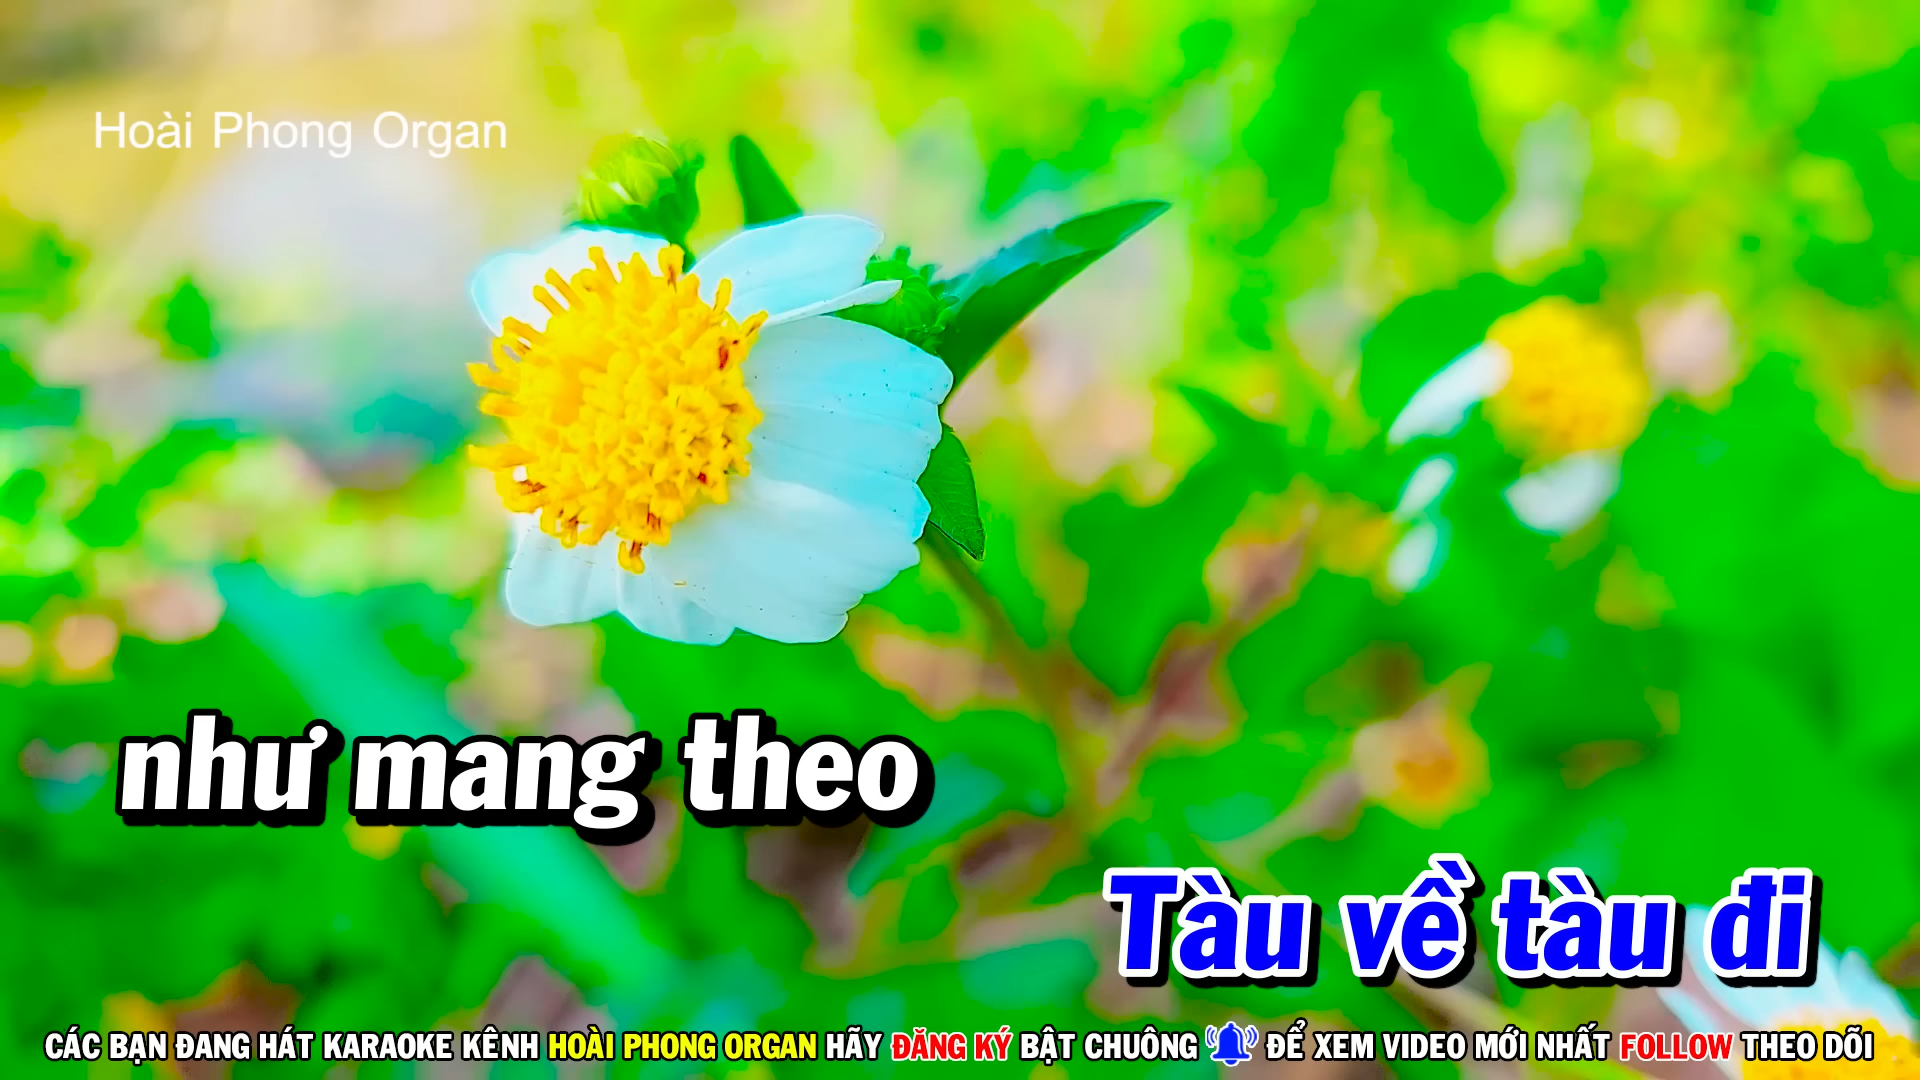 Hoài Phong Organ
như mang theo
Tàu về tàu đi
CÁC BẠN ĐANG HÁT KARAOKE KÊNH HOÀI PHONG ORGAN HÃY ĐĂNG KÝ BẬT CHUÔNG ĐỂ XEM VIDEO MỚI NHẤT FOLLOW THEO DÕI